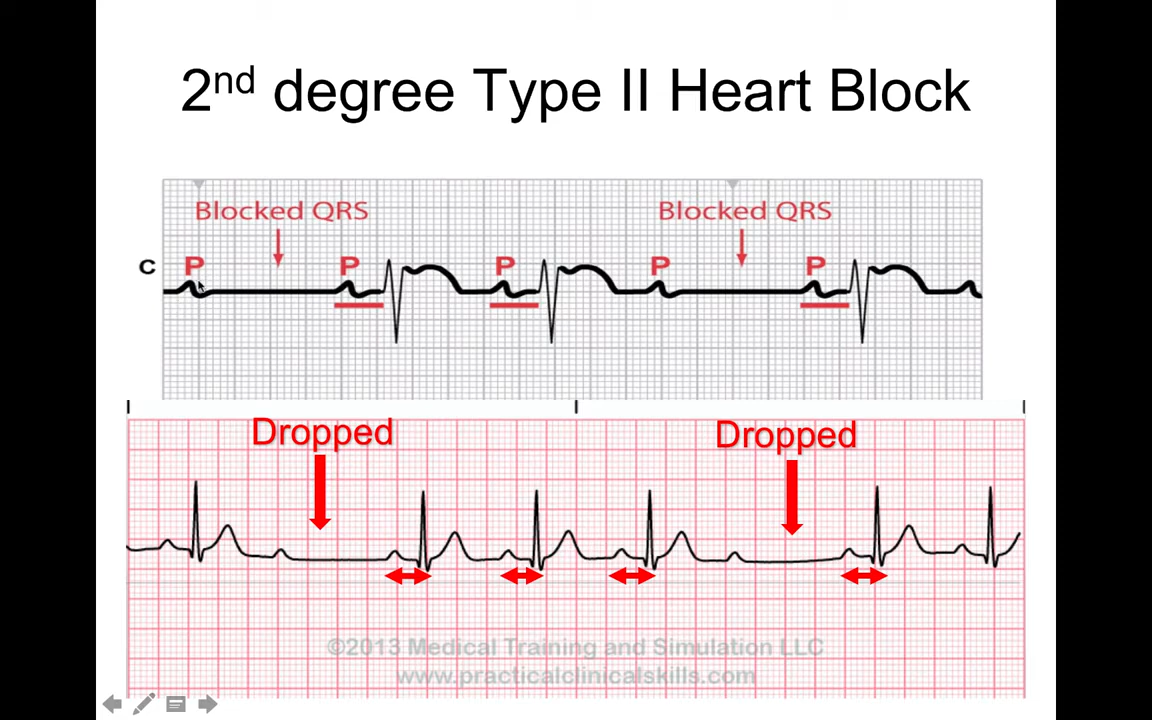 2nd degree Type II Heart Block
Blocked QRS Blocked QRS
C P P P P P
Dropped Dropped
©2013 Medical Training and Simulation LLC
www.practicalclinicalskills.com